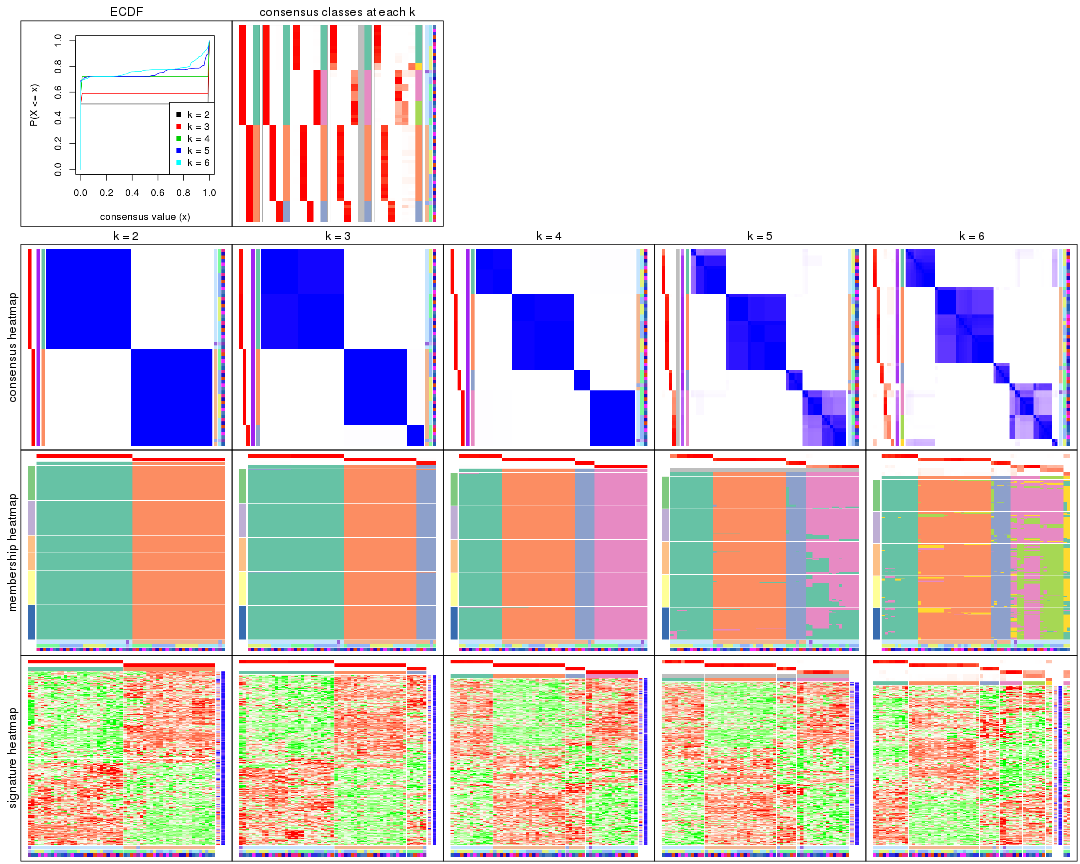 ECDF
consensus classes at each k
P(X <= x)
0.0 0.2 0.4 0.6 0.8 1.0
k = 2
k = 3
k = 4
k = 5
k = 6
0.0 0.2 0.4 0.6 0.8 1.0
consensus value (x)
k = 2
k = 3
k = 4
k = 5
k = 6
consensus heatmap
membership heatmap
signature heatmap